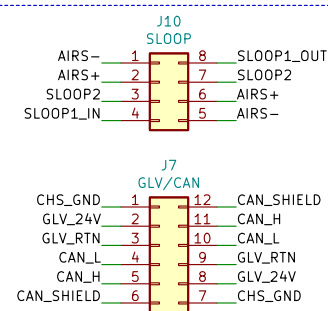 J10
SLOOP
AIRS- 1 8 SLOOP1_OUT
AIRS+ 2 7 SLOOP2
SLOOP2 3 6 AIRS+
SLOOP1_IN 4 5 AIRS-
J7
GLV/CAN
CHS_GND 1 12 CAN_SHIELD
GLV_24V 2 11 CAN_H
GLV_RTN 3 10 CAN_L
CAN_L 4 9 GLV_RTN
CAN_H 5 8 GLV_24V
CAN_SHIELD 6 7 CHS_GND